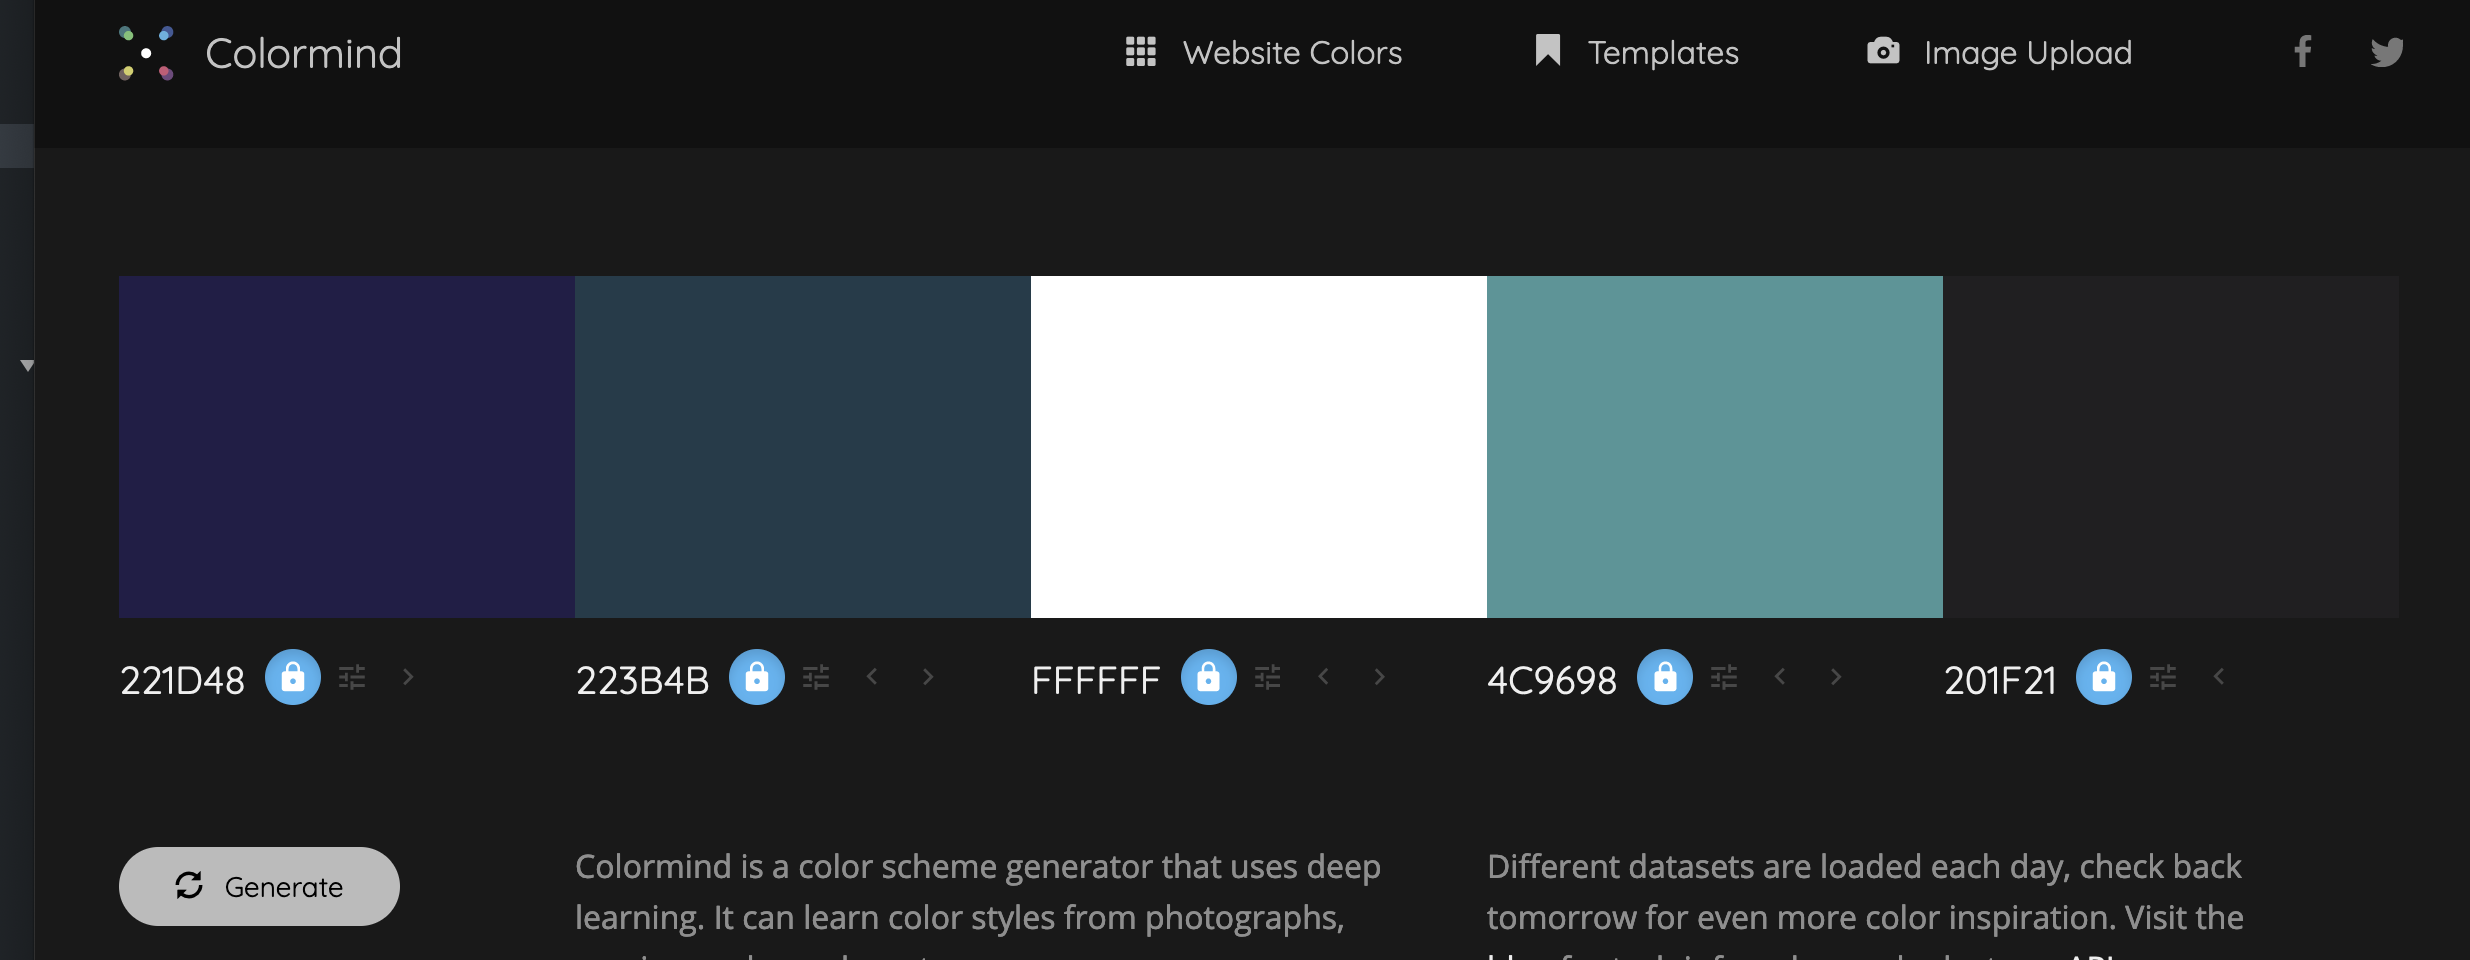 Colormind
Website Colors
Templates
Image Upload
221D48
223B4B
FFFFFF
4C9698
201F21
Generate
Colormind is a color scheme generator that uses deep
learning. It can learn color styles from photographs,
Different datasets are loaded each day, check back
tomorrow for even more color inspiration. Visit the